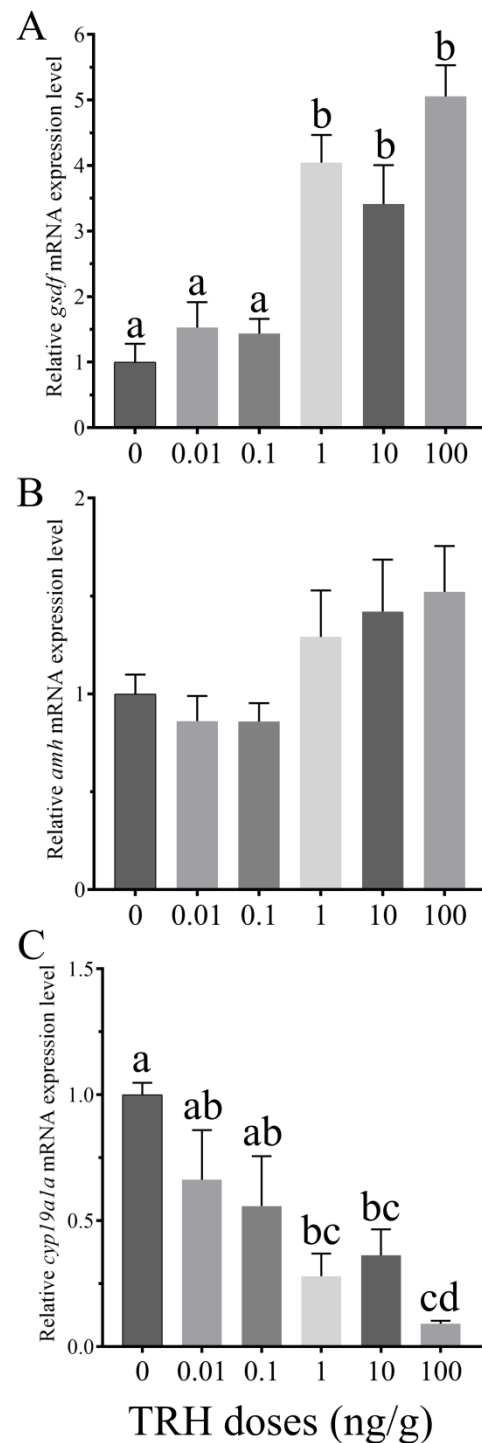 A
Relative gsdf mRNA expression level
6
5
4
3
2
1
0
a
a
a
b
b
b
0 0.01 0.1 1 10 100
B
Relative amh mRNA expression level
2
1
0
0 0.01 0.1 1 10 100
C
Relative cyp19a1a mRNA expression level
1.5
1.0
0.5
0.0
a
ab
ab
bc
bc
cd
0 0.01 0.1 1 10 100
TRH doses (ng/g)